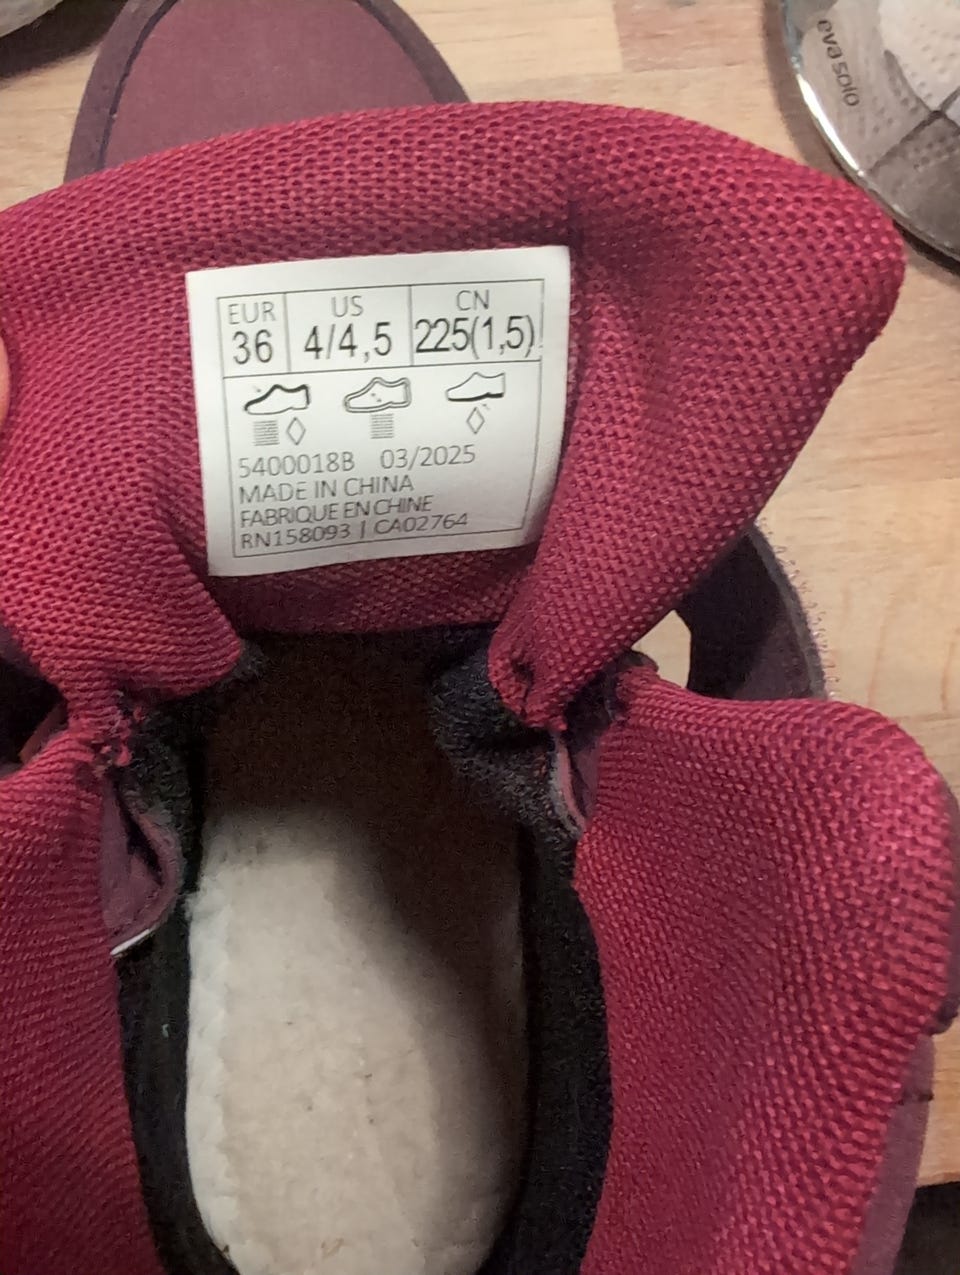 eva solo
EUR US CN
36 4/4,5 225(1,5)
5400018B 03/2025
MADE IN CHINA
FABRIQUE EN CHINE
RN158093 | CA02764